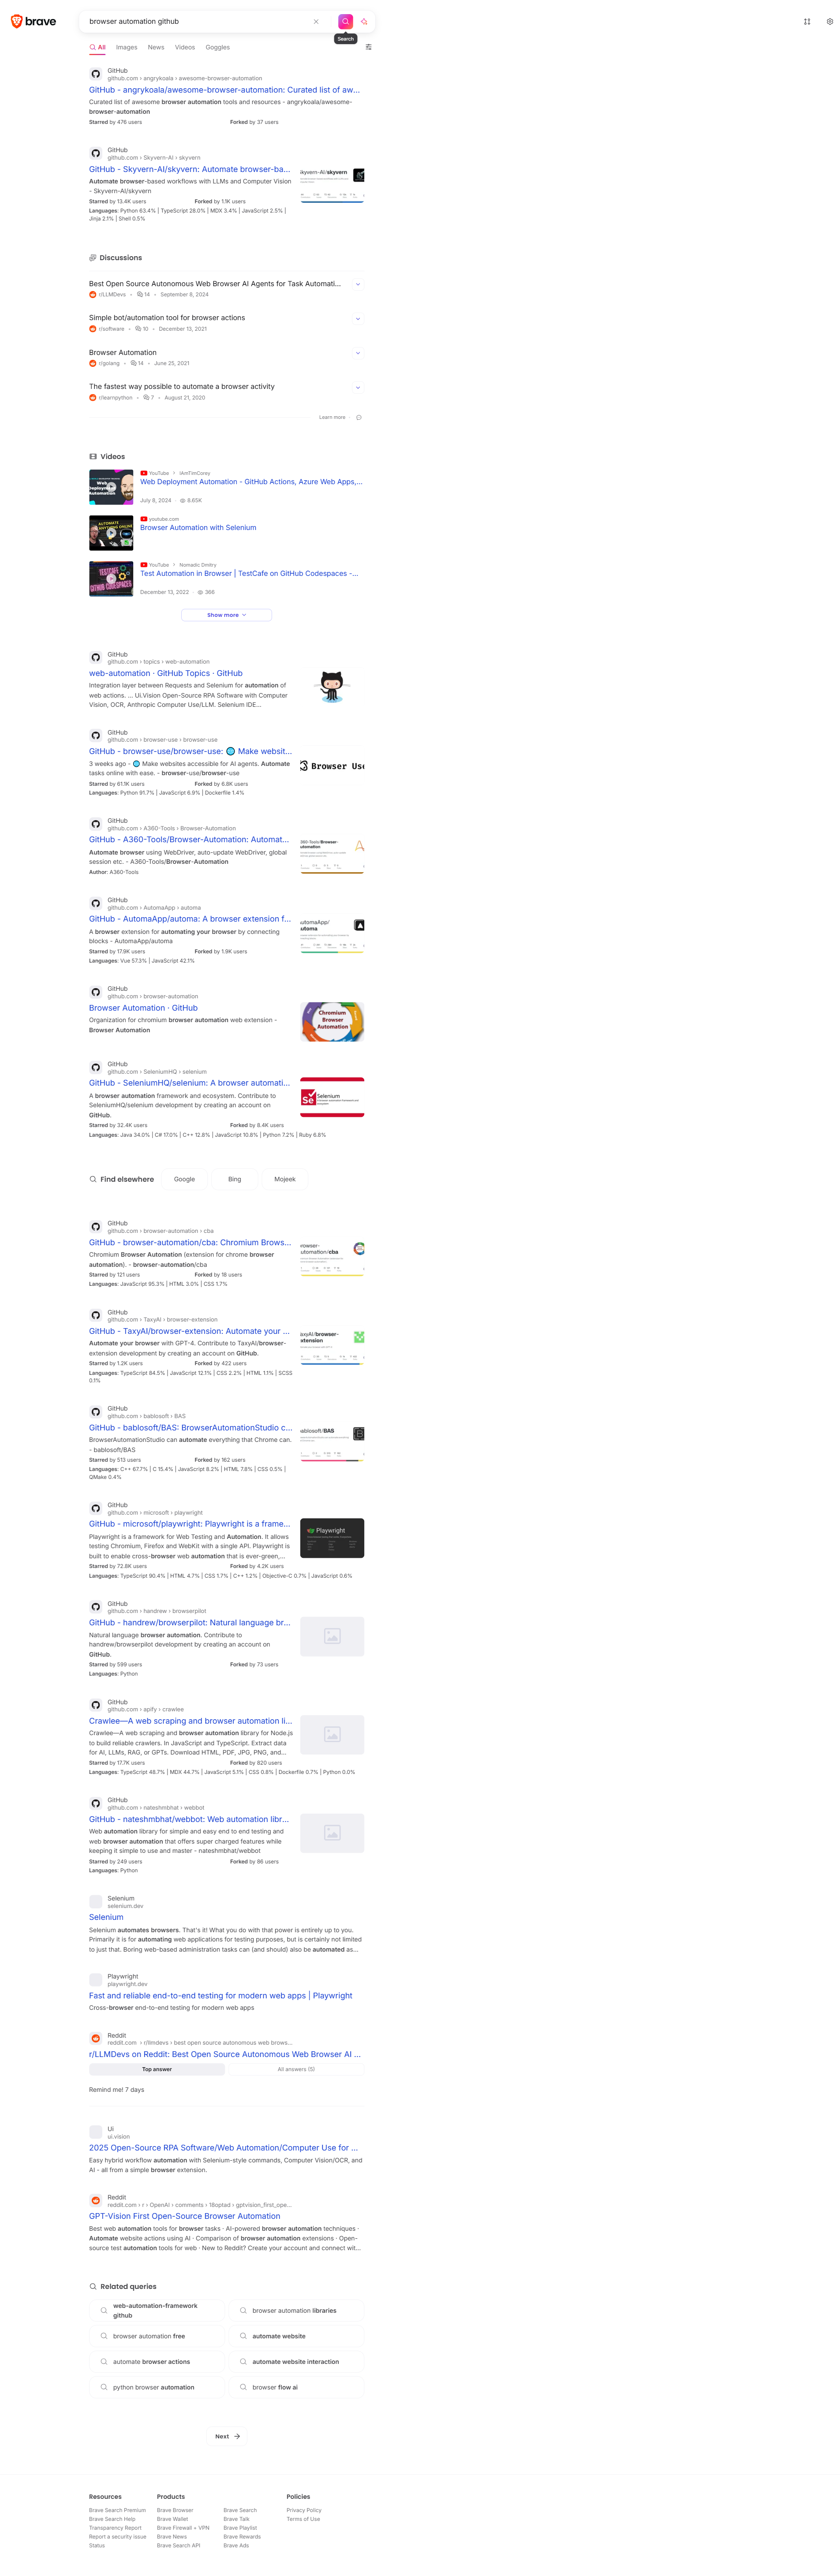 brave
browser automation github
Search
All Images News Videos Goggles
GitHub
github.com › angrykoala › awesome-browser-automation
GitHub - angrykoala/awesome-browser-automation: Curated list of aw...
Curated list of awesome browser automation tools and resources - angrykoala/awesome-
browser-automation
Starred by 476 users Forked by 37 users
GitHub
github.com › Skyvern-AI › skyvern
GitHub - Skyvern-AI/skyvern: Automate browser-ba...
Automate browser-based workflows with LLMs and Computer Vision
- Skyvern-AI/skyvern
Starred by 13.4K users Forked by 1.1K users
Languages: Python 63.4% | TypeScript 28.0% | MDX 3.4% | JavaScript 2.5% |
Jinja 2.1% | Shell 0.5%
Discussions
Best Open Source Autonomous Web Browser AI Agents for Task Automati...
r/LLMDevs • 14 • September 8, 2024
Simple bot/automation tool for browser actions
r/software • 10 • December 13, 2021
Browser Automation
r/golang • 14 • June 25, 2021
The fastest way possible to automate a browser activity
r/learnpython • 7 • August 21, 2020
Learn more
Videos
YouTube › IAmTimCorey
Web Deployment Automation - GitHub Actions, Azure Web Apps,...
July 8, 2024 · 8.65K
youtube.com
Browser Automation with Selenium
YouTube › Nomadic Dmitry
Test Automation in Browser | TestCafe on GitHub Codespaces -...
December 13, 2022 · 366
Show more
GitHub
github.com › topics › web-automation
web-automation · GitHub Topics · GitHub
Integration layer between Requests and Selenium for automation of
web actions. ... Ui.Vision Open-Source RPA Software with Computer
Vision, OCR, Anthropic Computer Use/LLM. Selenium IDE...
GitHub
github.com › browser-use › browser-use
GitHub - browser-use/browser-use: 🌐 Make websit...
3 weeks ago - 🌐 Make websites accessible for AI agents. Automate
tasks online with ease. - browser-use/browser-use
Starred by 61.1K users Forked by 6.8K users
Languages: Python 91.7% | JavaScript 6.9% | Dockerfile 1.4%
Browser Use
GitHub
github.com › A360-Tools › Browser-Automation
GitHub - A360-Tools/Browser-Automation: Automat...
Automate browser using WebDriver, auto-update WebDriver, global
session etc. - A360-Tools/Browser-Automation
Author: A360-Tools
GitHub
github.com › AutomaApp › automa
GitHub - AutomaApp/automa: A browser extension f...
A browser extension for automating your browser by connecting
blocks - AutomaApp/automa
Starred by 17.9K users Forked by 1.9K users
Languages: Vue 57.3% | JavaScript 42.1%
GitHub
github.com › browser-automation
Browser Automation · GitHub
Organization for chromium browser automation web extension -
Browser Automation
Chromium
Browser
Automation
GitHub
github.com › SeleniumHQ › selenium
GitHub - SeleniumHQ/selenium: A browser automati...
A browser automation framework and ecosystem. Contribute to
SeleniumHQ/selenium development by creating an account on
GitHub.
Starred by 32.4K users Forked by 8.4K users
Languages: Java 34.0% | C# 17.0% | C++ 12.8% | JavaScript 10.8% | Python 7.2% | Ruby 6.8%
Se Selenium
Find elsewhere Google Bing Mojeek
GitHub
github.com › browser-automation › cba
GitHub - browser-automation/cba: Chromium Brows...
Chromium Browser Automation (extension for chrome browser
automation). - browser-automation/cba
Starred by 121 users Forked by 18 users
Languages: JavaScript 95.3% | HTML 3.0% | CSS 1.7%
GitHub
github.com › TaxyAI › browser-extension
GitHub - TaxyAI/browser-extension: Automate your ...
Automate your browser with GPT-4. Contribute to TaxyAI/browser-
extension development by creating an account on GitHub.
Starred by 1.2K users Forked by 422 users
Languages: TypeScript 84.5% | JavaScript 12.1% | CSS 2.2% | HTML 1.1% | SCSS
0.1%
GitHub
github.com › bablosoft › BAS
GitHub - bablosoft/BAS: BrowserAutomationStudio c...
BrowserAutomationStudio can automate everything that Chrome can.
- bablosoft/BAS
Starred by 513 users Forked by 162 users
Languages: C++ 67.7% | C 15.4% | JavaScript 8.2% | HTML 7.8% | CSS 0.5% |
QMake 0.4%
GitHub
github.com › microsoft › playwright
GitHub - microsoft/playwright: Playwright is a frame...
Playwright is a framework for Web Testing and Automation. It allows
testing Chromium, Firefox and WebKit with a single API. Playwright is
built to enable cross-browser web automation that is ever-green,...
Starred by 72.8K users Forked by 4.2K users
Languages: TypeScript 90.4% | HTML 4.7% | CSS 1.7% | C++ 1.2% | Objective-C 0.7% | JavaScript 0.6%
Playwright
GitHub
github.com › handrew › browserpilot
GitHub - handrew/browserpilot: Natural language br...
Natural language browser automation. Contribute to
handrew/browserpilot development by creating an account on
GitHub.
Starred by 599 users Forked by 73 users
Languages: Python
GitHub
github.com › apify › crawlee
Crawlee—A web scraping and browser automation li...
Crawlee—A web scraping and browser automation library for Node.js
to build reliable crawlers. In JavaScript and TypeScript. Extract data
for AI, LLMs, RAG, or GPTs. Download HTML, PDF, JPG, PNG, and...
Starred by 17.7K users Forked by 820 users
Languages: TypeScript 48.7% | MDX 44.7% | JavaScript 5.1% | CSS 0.8% | Dockerfile 0.7% | Python 0.0%
GitHub
github.com › nateshmbhat › webbot
GitHub - nateshmbhat/webbot: Web automation libr...
Web automation library for simple and easy end to end testing and
web browser automation that offers super charged features while
keeping it simple to use and master - nateshmbhat/webbot
Starred by 249 users Forked by 86 users
Languages: Python
Selenium
selenium.dev
Selenium
Selenium automates browsers. That's it! What you do with that power is entirely up to you.
Primarily it is for automating web applications for testing purposes, but is certainly not limited
to just that. Boring web-based administration tasks can (and should) also be automated as...
Playwright
playwright.dev
Fast and reliable end-to-end testing for modern web apps | Playwright
Cross-browser end-to-end testing for modern web apps
Reddit
reddit.com › r/llmdevs › best open source autonomous web brows...
r/LLMDevs on Reddit: Best Open Source Autonomous Web Browser AI ...
Top answer All answers (5)
Remind me! 7 days
Ui
ui.vision
2025 Open-Source RPA Software/Web Automation/Computer Use for ...
Easy hybrid workflow automation with Selenium-style commands, Computer Vision/OCR, and
AI - all from a simple browser extension.
Reddit
reddit.com › r › OpenAI › comments › 18optad › gptvision_first_ope...
GPT-Vision First Open-Source Browser Automation
Best web automation tools for browser tasks · AI-powered browser automation techniques ·
Automate website actions using AI · Comparison of browser automation extensions · Open-
source test automation tools for web · New to Reddit? Create your account and connect wit...
Related queries
web-automation-framework
github
browser automation libraries
browser automation free
automate website
automate browser actions
automate website interaction
python browser automation
browser flow ai
Next
Resources Products Policies
Brave Search Premium Brave Browser Brave Search Privacy Policy
Brave Search Help Brave Wallet Brave Talk Terms of Use
Transparency Report Brave Firewall + VPN Brave Playlist
Report a security issue Brave News Brave Rewards
Status Brave Search API Brave Ads